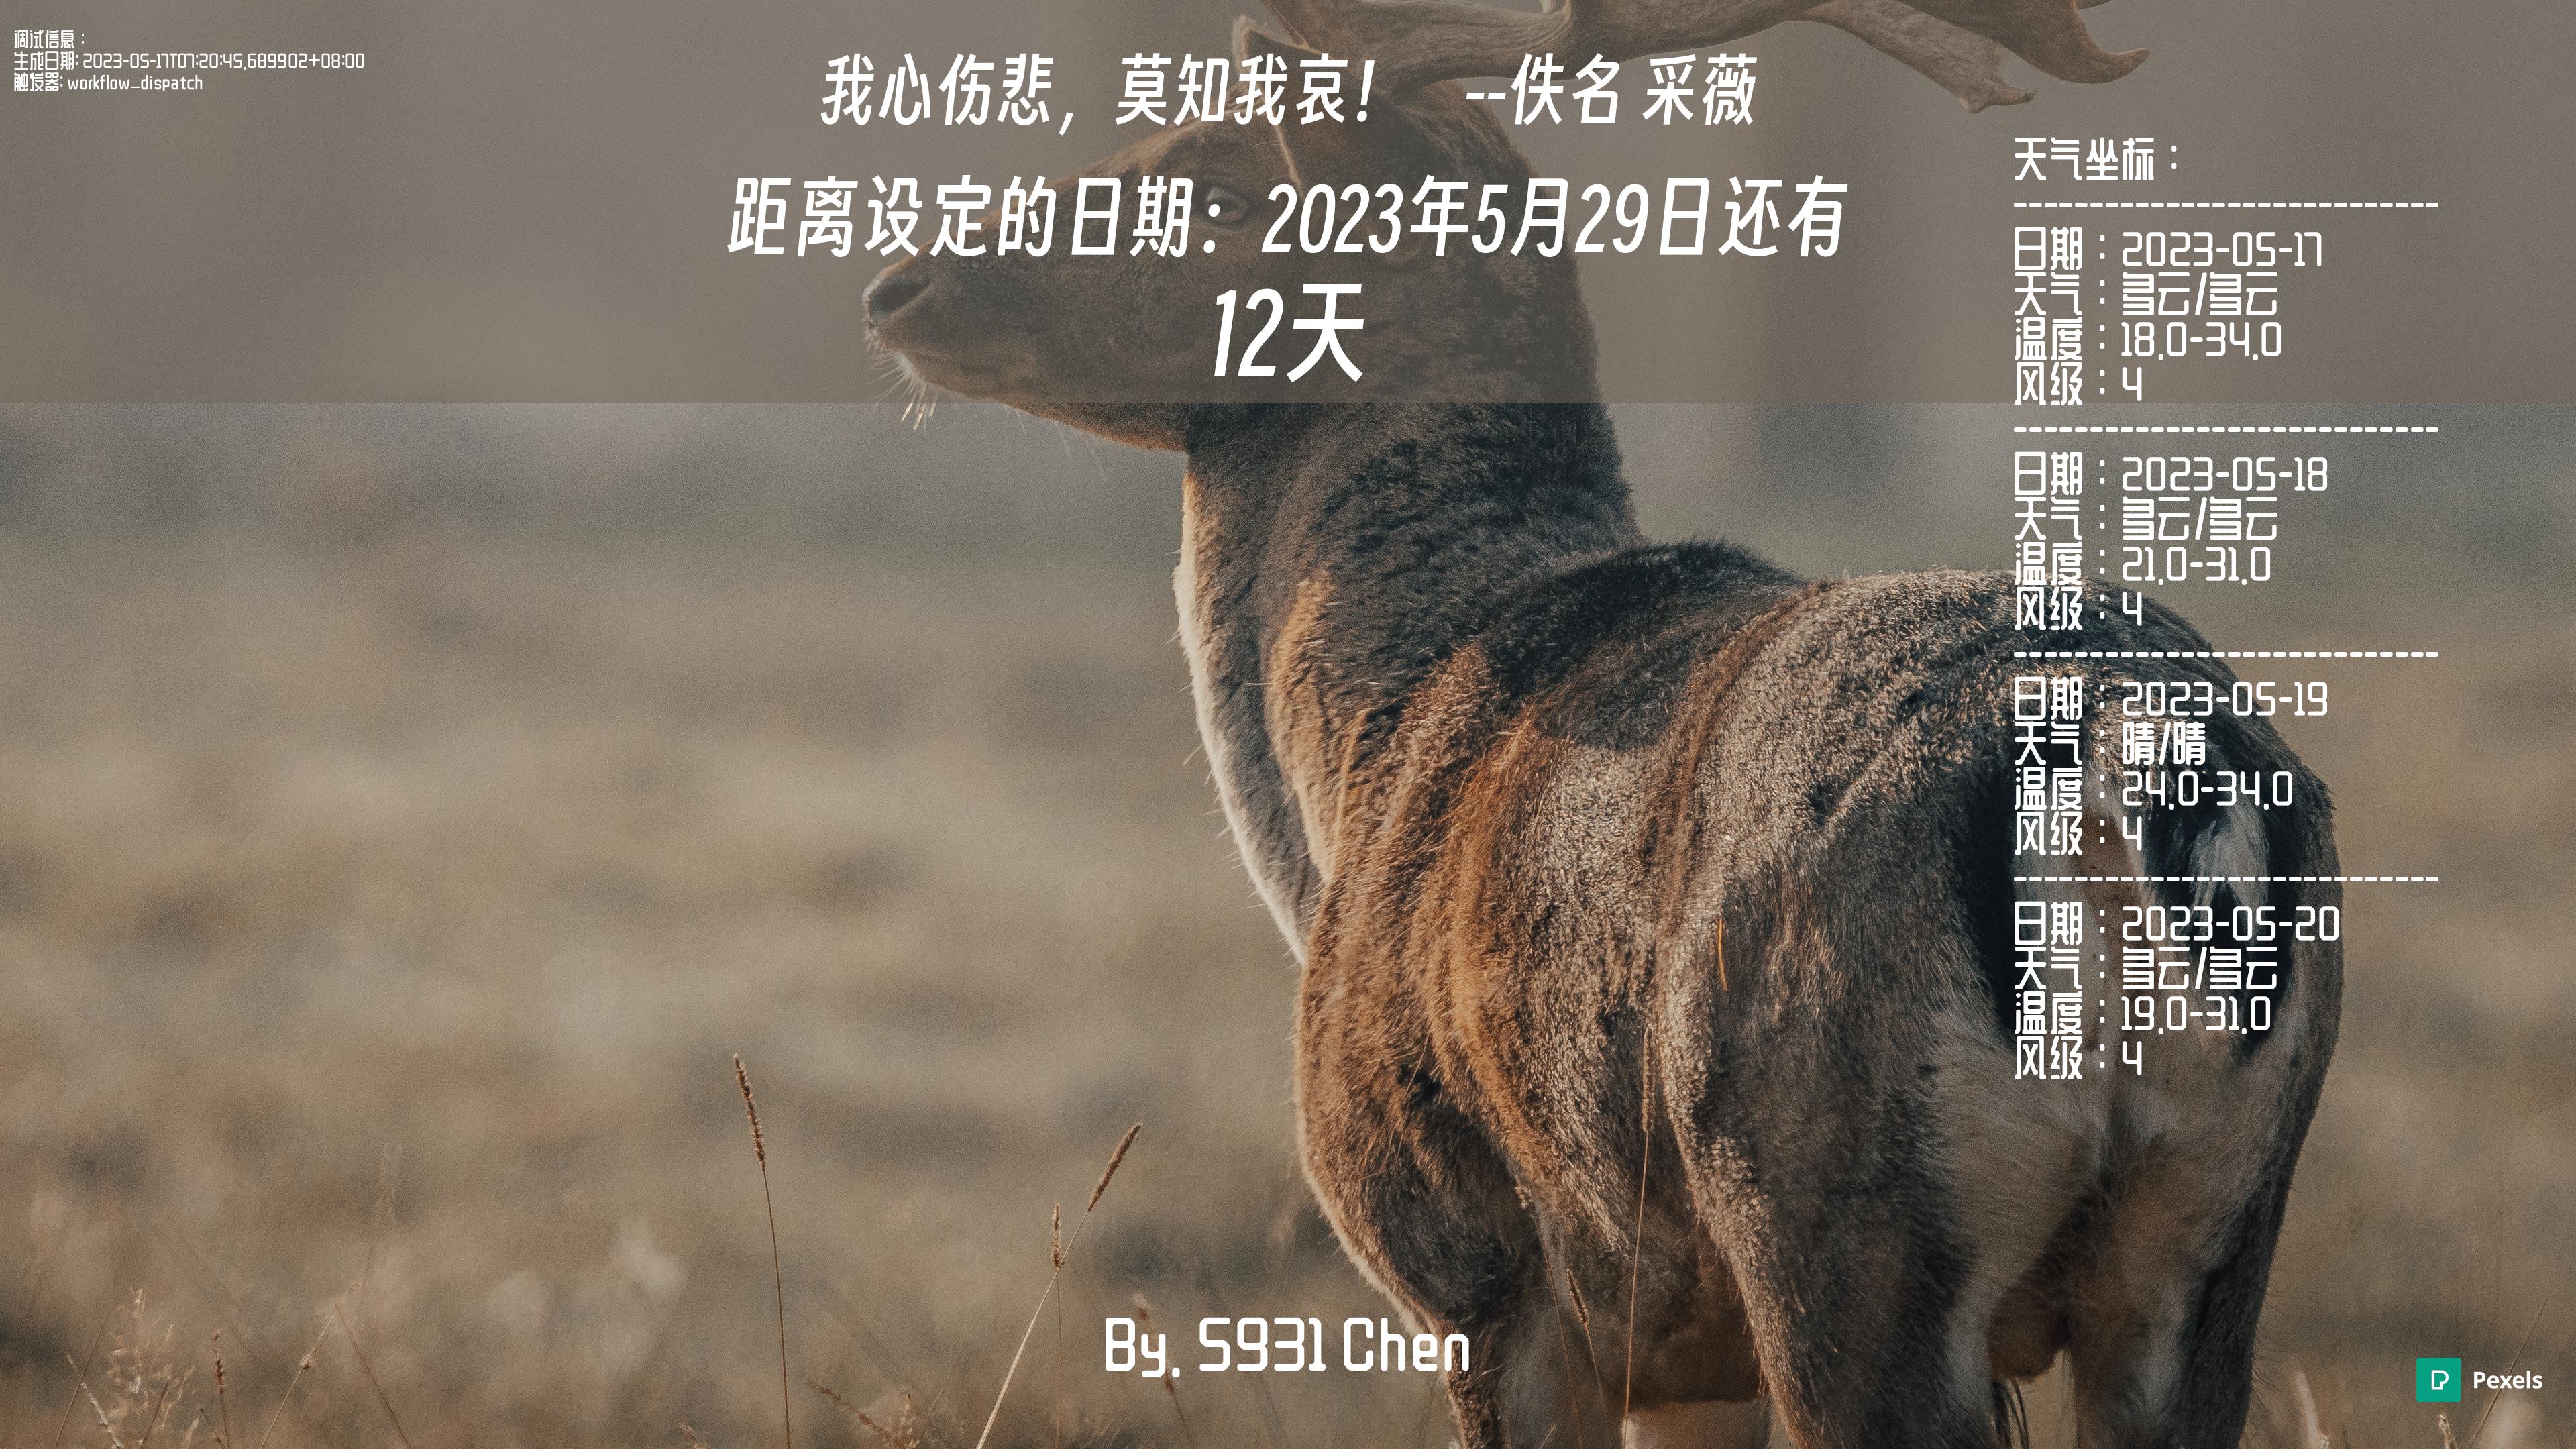 调试信息：
生成日期: 2023-05-17T07:20:45.689902+08:00
触发器: workflow_dispatch
我心伤悲，莫知我哀！ --佚名 采薇
距离设定的日期：2023年5月29日还有
12天
天气坐标：
----------------------------
日期：2023-05-17
天气：多云/多云
温度：18.0-34.0
风级：4
----------------------------
日期：2023-05-18
天气：多云/多云
温度：21.0-31.0
风级：4
----------------------------
日期：2023-05-19
天气：晴/晴
温度：24.0-34.0
风级：4
----------------------------
日期：2023-05-20
天气：多云/多云
温度：19.0-31.0
风级：4
By. S931 Chen
Pexels